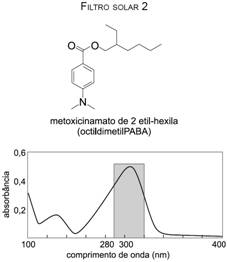 FILTRO SOLAR 2
O
O
N
metoxicinamato de 2 etil-hexila
(octildimetilPABA)
absorbância
0,6
0,4
0,2
0
100
280
300
400
comprimento de onda (nm)